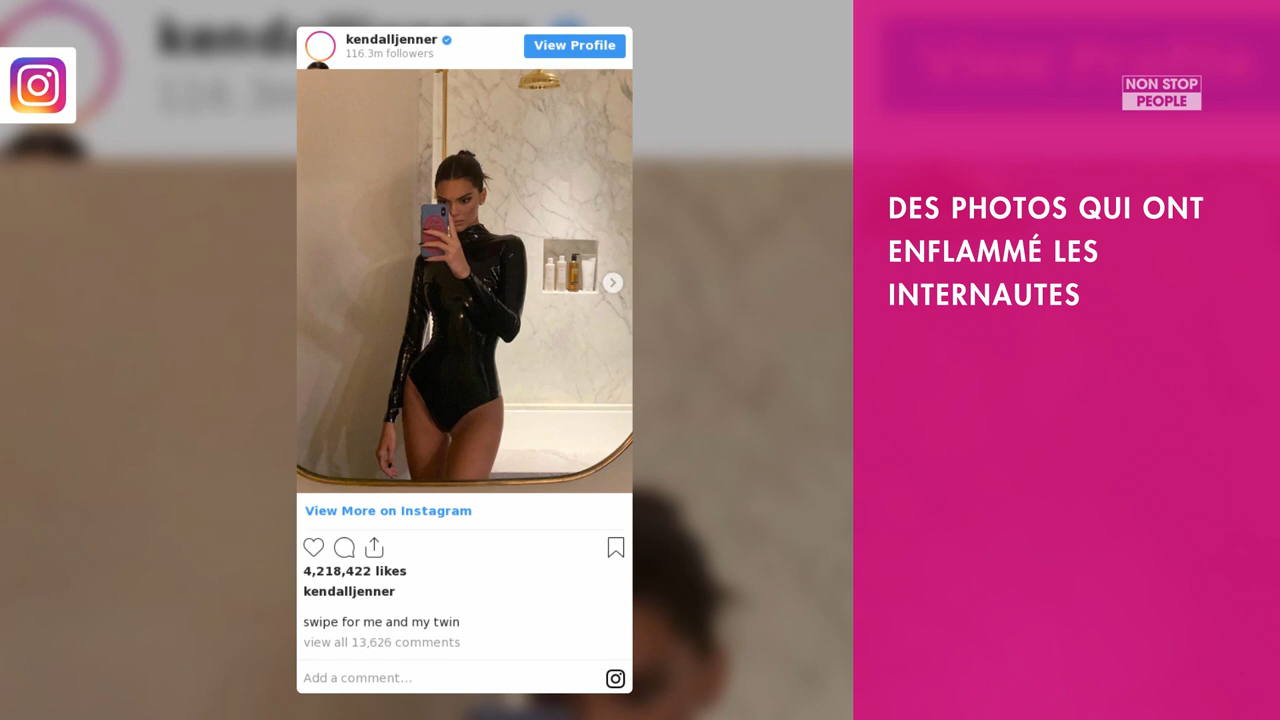 kendalljenner
116.3m followers
View Profile
View More on Instagram
4,218,422 likes
kendalljenner
swipe for me and my twin
view all 13,626 comments
Add a comment...
NON STOP
PEOPLE
DES PHOTOS QUI ONT
ENFLAMMÉ LES
INTERNAUTES